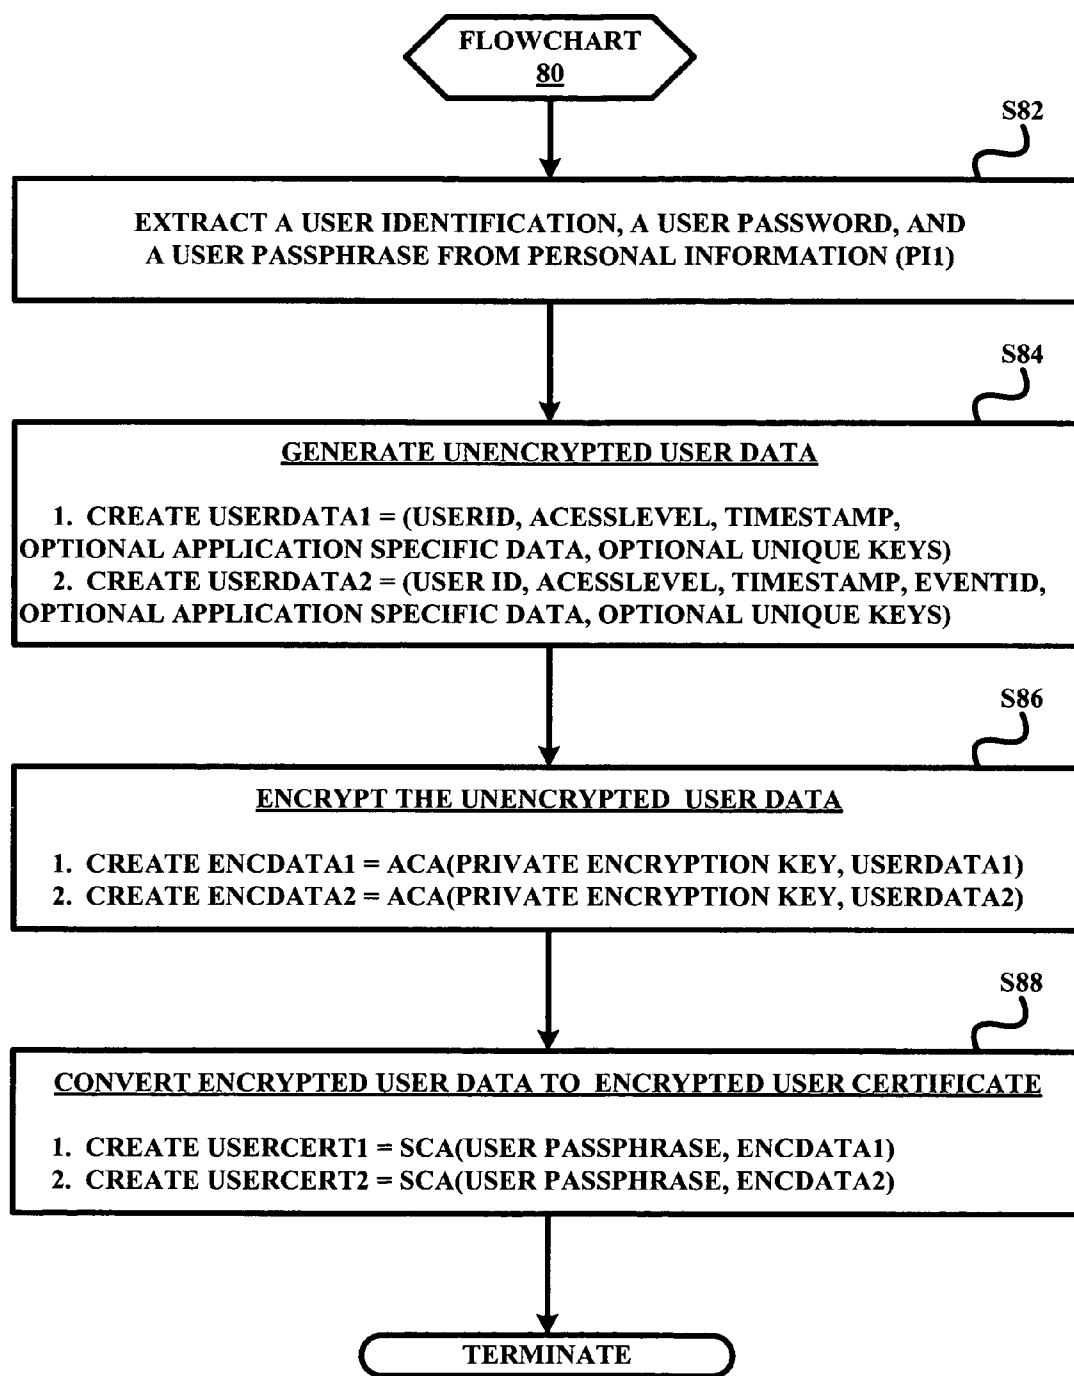 FLOWCHART
80
S82
EXTRACT A USER IDENTIFICATION, A USER PASSWORD, AND
A USER PASSPHRASE FROM PERSONAL INFORMATION (PI1)
S84
GENERATE UNENCRYPTED USER DATA
1. CREATE USERDATA1 = (USERID, ACESSLEVEL, TIMESTAMP,
OPTIONAL APPLICATION SPECIFIC DATA, OPTIONAL UNIQUE KEYS)
2. CREATE USERDATA2 = (USER ID, ACESSLEVEL, TIMESTAMP, EVENTID,
OPTIONAL APPLICATION SPECIFIC DATA, OPTIONAL UNIQUE KEYS)
S86
ENCRYPT THE UNENCRYPTED USER DATA
1. CREATE ENCDATA1 = ACA(PRIVATE ENCRYPTION KEY, USERDATA1)
2. CREATE ENCDATA2 = ACA(PRIVATE ENCRYPTION KEY, USERDATA2)
S88
CONVERT ENCRYPTED USER DATA TO ENCRYPTED USER CERTIFICATE
1. CREATE USERCERT1 = SCA(USER PASSPHRASE, ENCDATA1)
2. CREATE USERCERT2 = SCA(USER PASSPHRASE, ENCDATA2)
TERMINATE